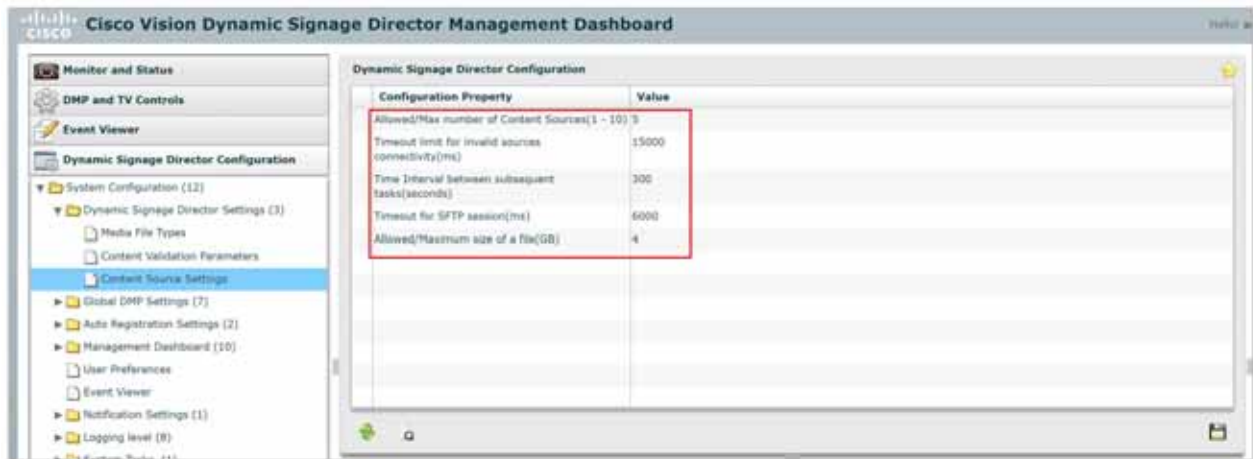 CISCO
Cisco Vision Dynamic Signage Director Management Dashboard
Monitor and Status
DMP and TV Controls
Event Viewer
Dynamic Signage Director Configuration
System Configuration (12)
Dynamic Signage Director Settings (3)
Media File Types
Content Validation Parameters
Content Source Settings
Global DMP Settings (7)
Auto Registration Settings (2)
Management Dashboard (10)
User Preferences
Event Viewer
Notification Settings (1)
Logging level (8)
Dynamic Signage Director Configuration
Configuration Property Value
Allowed/Max number of Content Sources(1 - 10) 5
Timeout limit for invalid sources 15000
connectivity(ms)
Time Interval between subsequent 300
tasks(seconds)
Timeout for SFTP session(ms) 6000
Allowed/Maximum size of a file(GB) 4